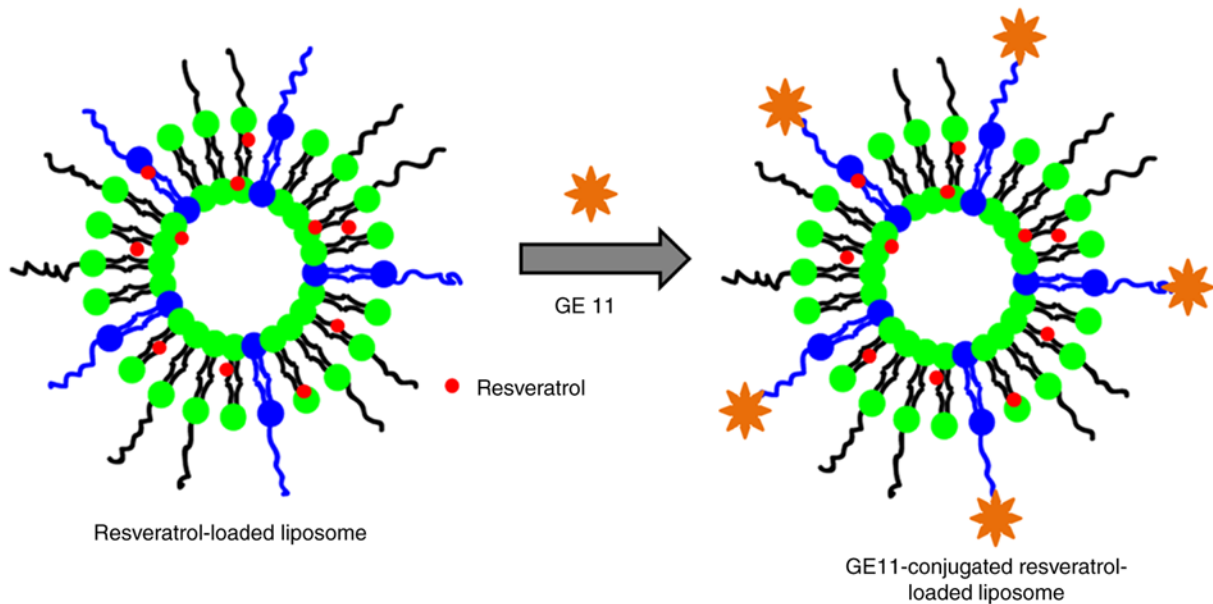 GE 11
Resveratrol
Resveratrol-loaded liposome
GE11-conjugated resveratrol-
loaded liposome